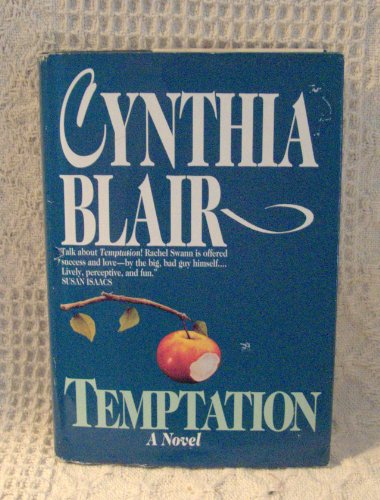 CYNTHIA
BLAIR
"Talk about Temptation! Rachel Swann is offered
success and love—by the big, bad guy himself....
Lively, perceptive, and fun."
SUSAN ISAACS
TEMPTATION
A Novel